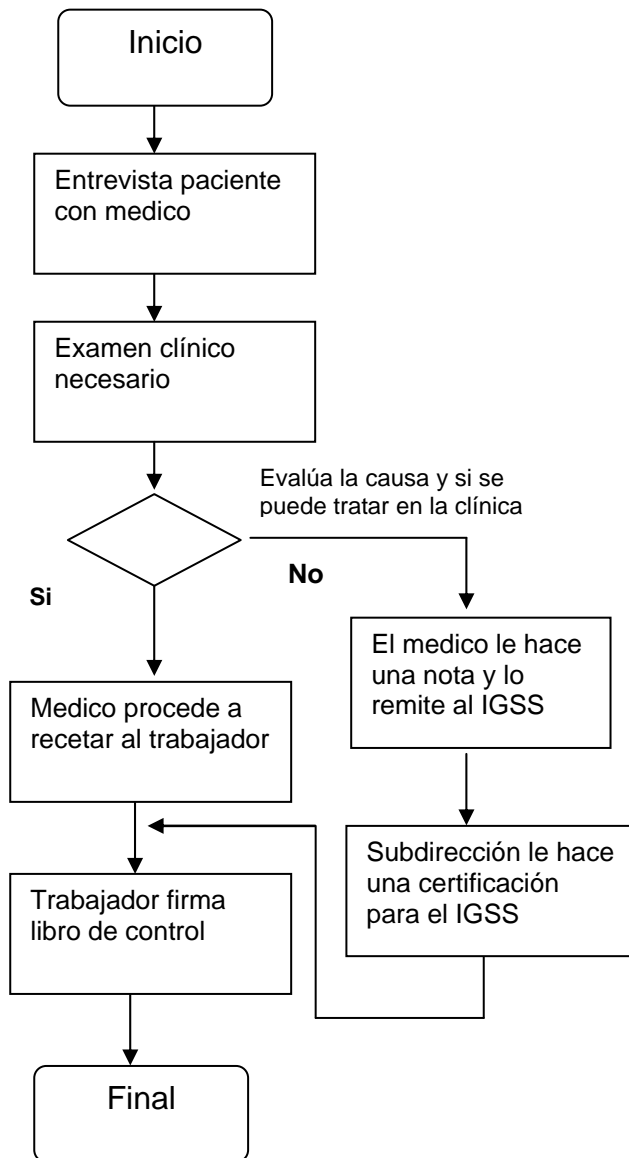 Inicio
Entrevista paciente
con medico
Examen clínico
necesario
Evalúa la causa y si se
puede tratar en la clínica
No
Si
El medico le hace
una nota y lo
remite al IGSS
Medico procede a
recetar al trabajador
Subdirección le hace
una certificación
para el IGSS
Trabajador firma
libro de control
Final